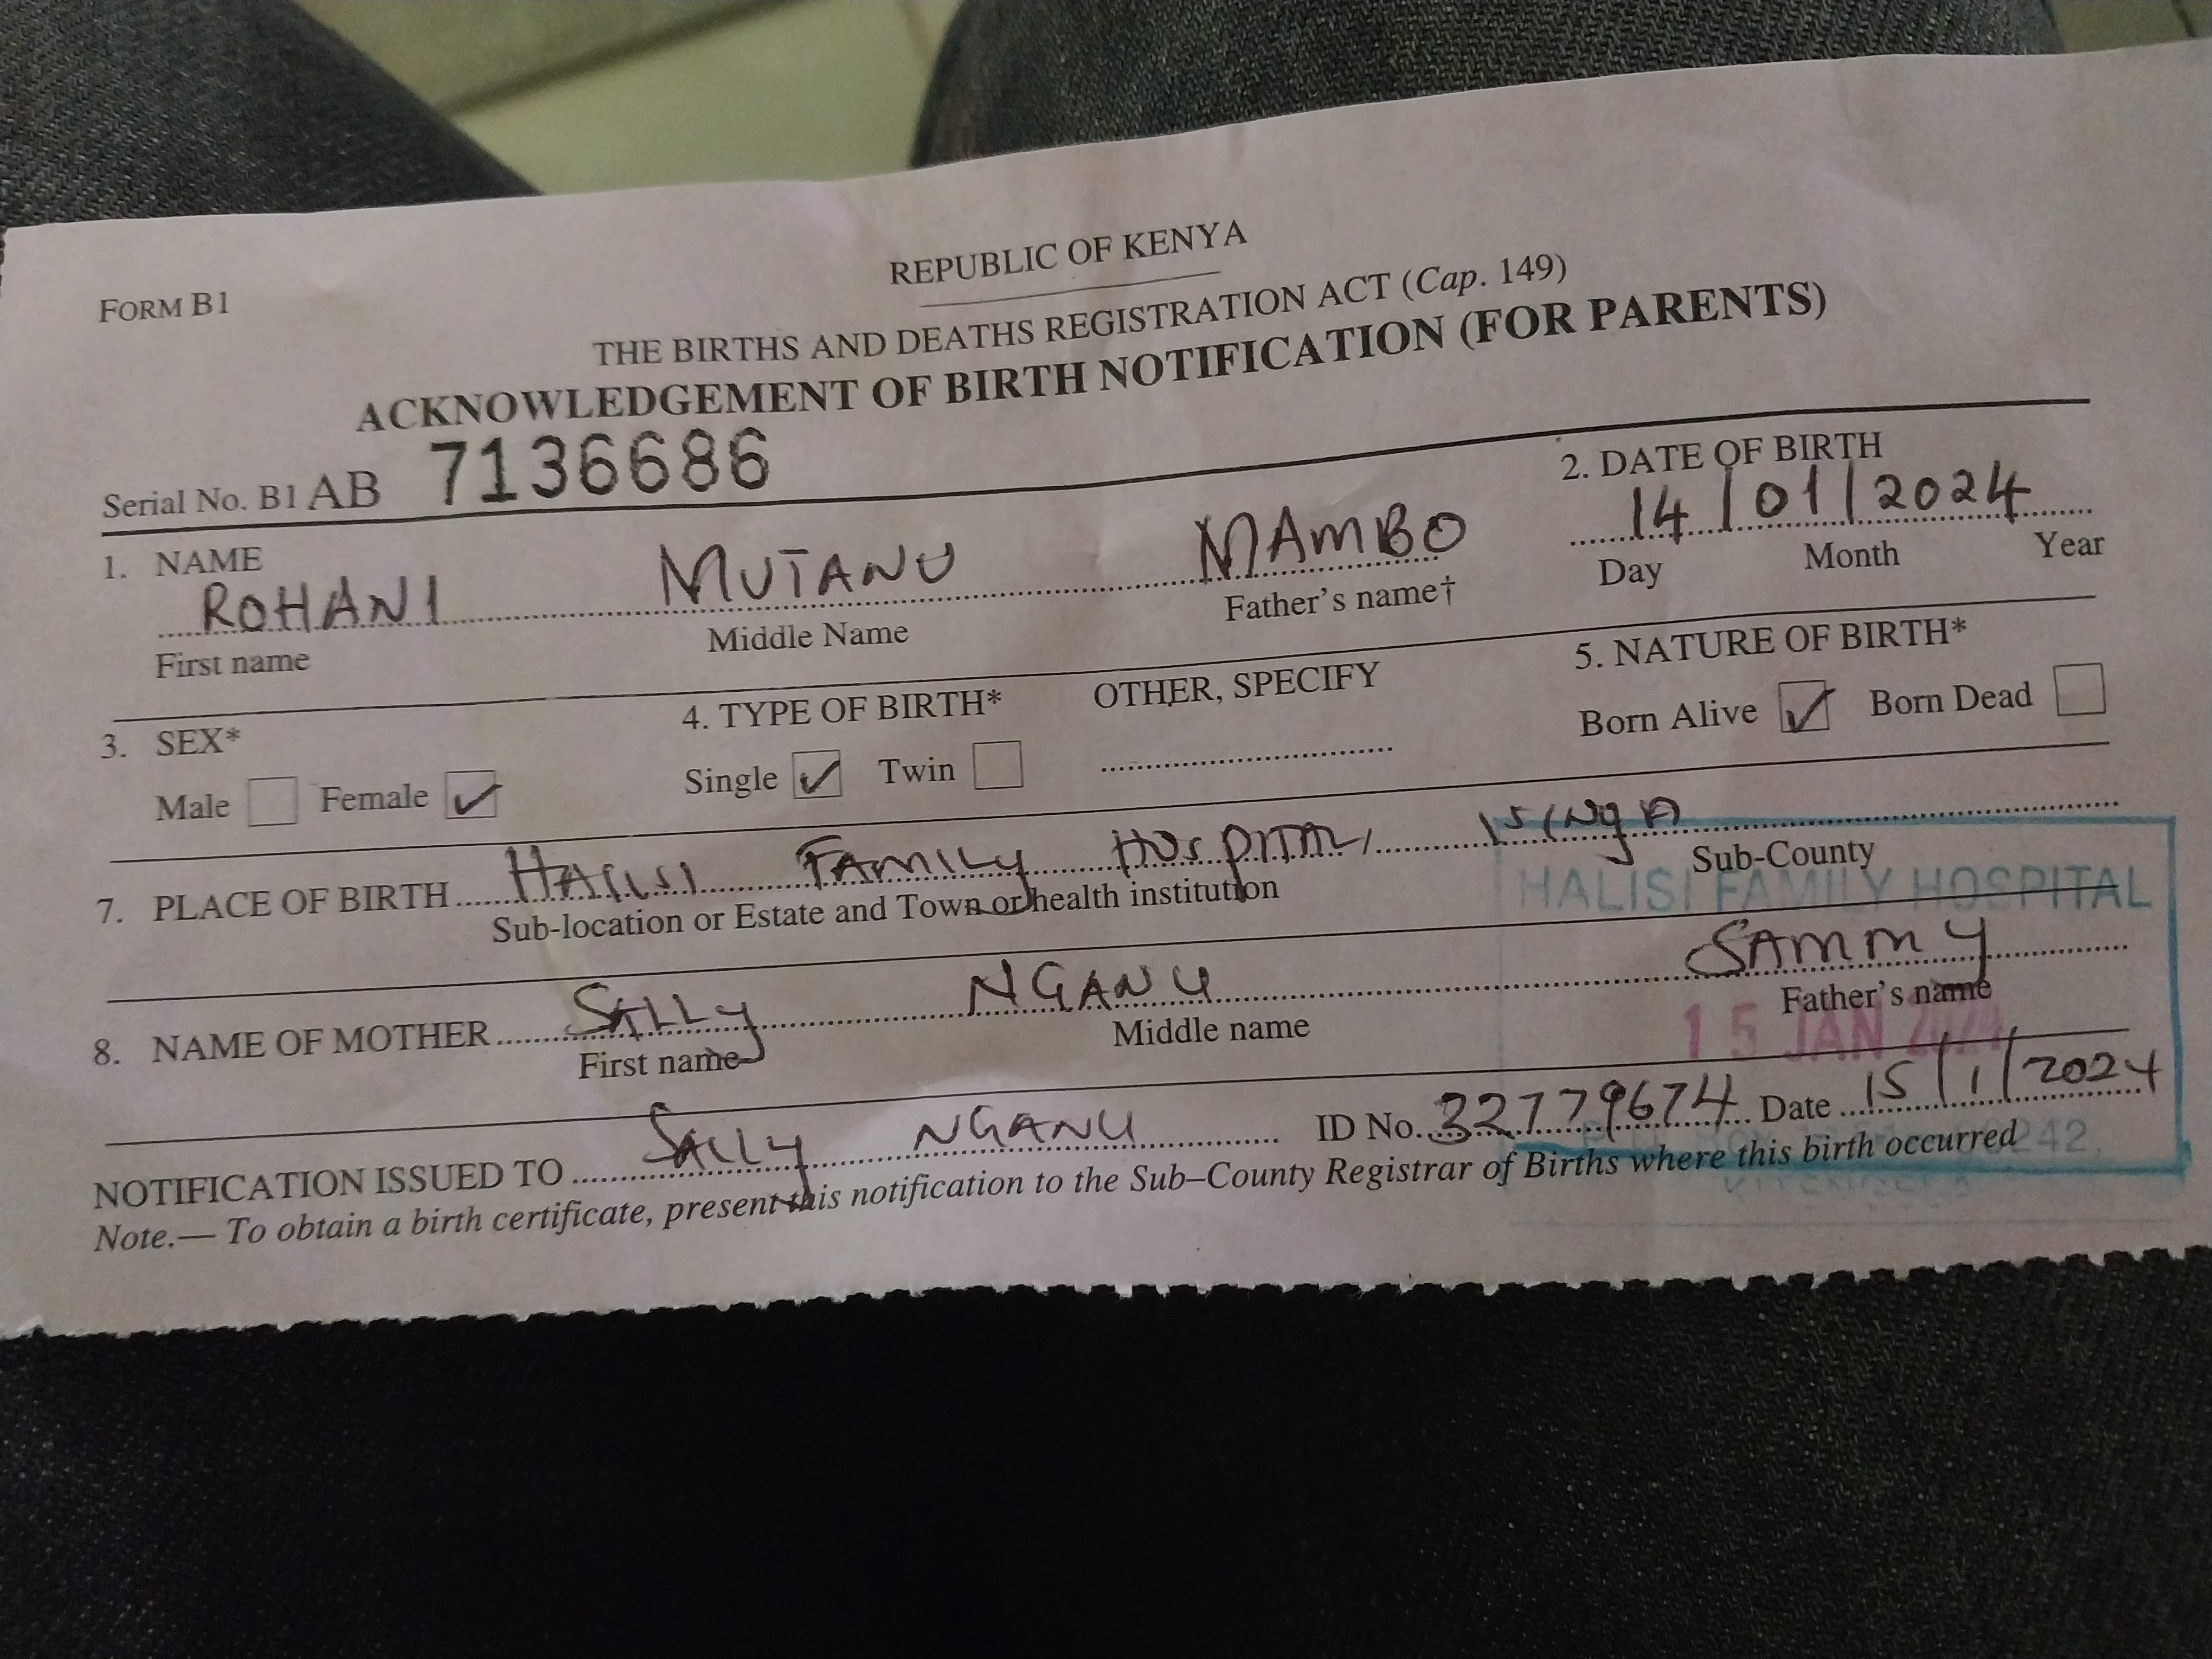 REPUBLIC OF KENYA
FORM B1
THE BIRTHS AND DEATHS REGISTRATION ACT (Cap. 149)
ACKNOWLEDGEMENT OF BIRTH NOTIFICATION (FOR PARENTS)
Serial No. B1 AB 7136686
2. DATE OF BIRTH
14/01/2024
Day Month Year
1. NAME
ROHANI MUTANU MAMBO
First name Middle Name Father's name†
3. SEX* 4. TYPE OF BIRTH* OTHER, SPECIFY 5. NATURE OF BIRTH*
Male Female ✓ Single ✓ Twin Born Alive ✓ Born Dead
7. PLACE OF BIRTH HALISI FAMILY HOSPITAL, ISINgA
Sub-location or Estate and Town or health institution Sub-County
HALISI FAMILY HOSPITAL
8. NAME OF MOTHER SALLy NGANU SAMMY
First name Middle name Father's name
15 JAN 2024
NOTIFICATION ISSUED TO SALLy NGANU ID No. 32779674 Date 15/1/2024
242,
Note.— To obtain a birth certificate, present this notification to the Sub–County Registrar of Births where this birth occurred
KITENGELA